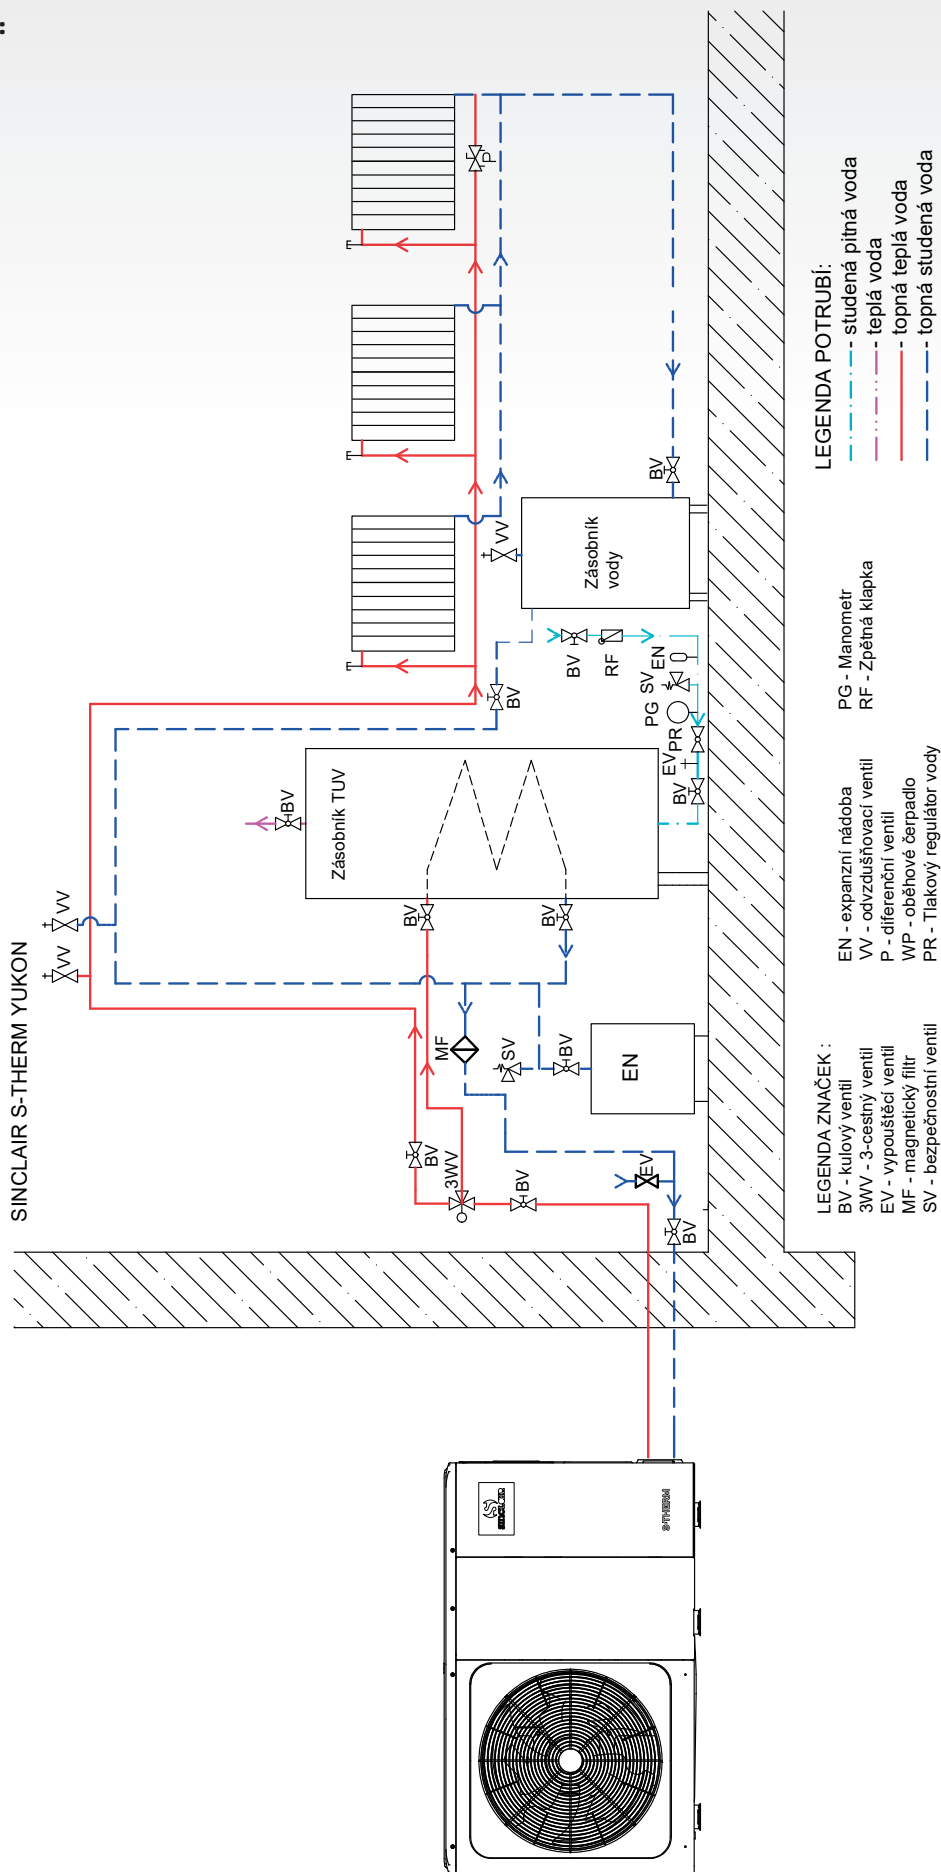 SINCLAIR S-THERM YUKON
VV
VV
BV
3WV
BV
MF
SV
BV
EN
EV
BV
BV
BV
BV
Zásobník TUV
BV
BV
EV
PR
PG
SV
EN
RF
BV
VV
Zásobník
vody
BV
P
S-THERM
LEGENDA ZNAČEK :
BV - kulový ventil
3WV - 3-cestný ventil
EV - vypouštěcí ventil
MF - magnetický filtr
SV - bezpečnostní ventil
EN - expanzní nádoba
VV - odvzdušňovací ventil
P - diferenční ventil
WP - oběhové čerpadlo
PR - Tlakový regulátor vody
PG - Manometr
RF - Zpětná klapka
LEGENDA POTRUBÍ:
- studená pitná voda
- teplá voda
- topná teplá voda
- topná studená voda